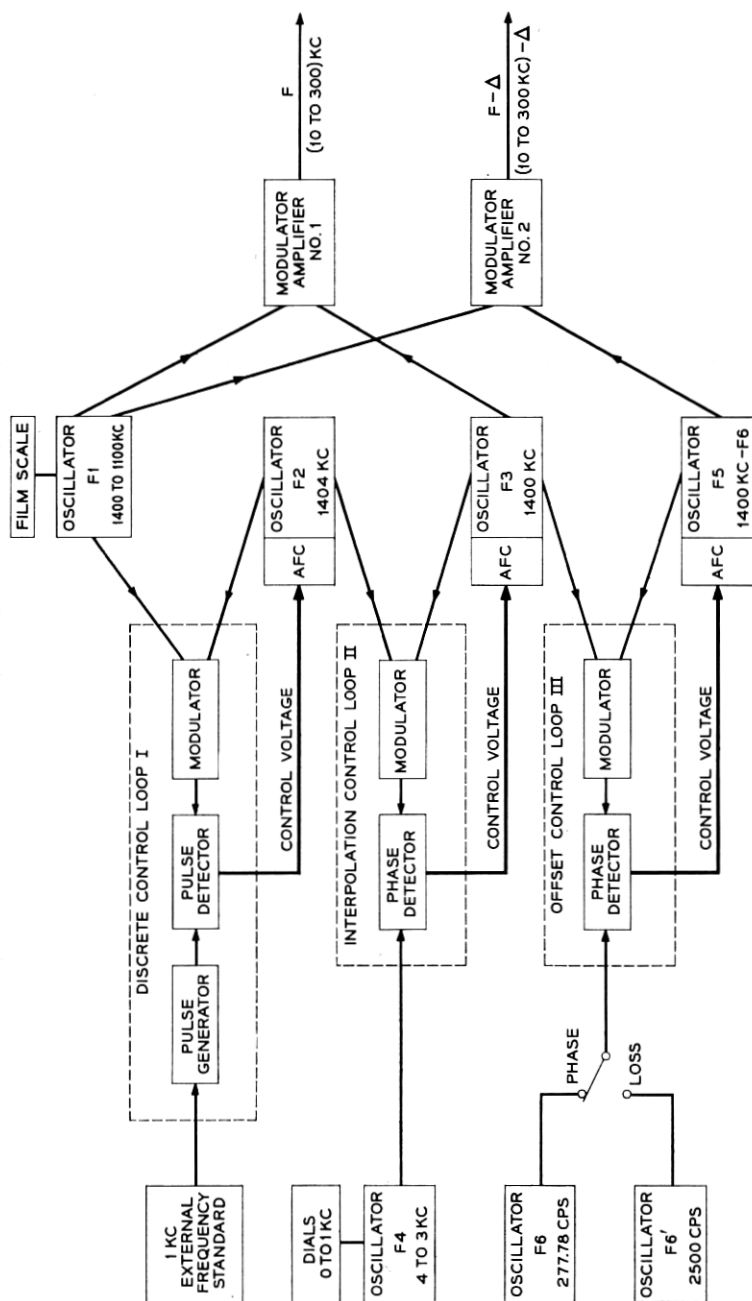 FILM SCALE
OSCILLATOR
F1
1400 TO 1100KC
MODULATOR
AMPLIFIER
NO. 1
F
(10 TO 300) KC
MODULATOR
AMPLIFIER
NO. 2
F-Δ
(10 TO 300 KC)-Δ
1 KC
EXTERNAL
FREQUENCY
STANDARD
PULSE
GENERATOR
PULSE
DETECTOR
MODULATOR
DISCRETE CONTROL LOOP I
CONTROL VOLTAGE
AFC
OSCILLATOR
F2
1404 KC
DIALS
0 TO 1 KC
OSCILLATOR
F4
4 TO 3 KC
PHASE
DETECTOR
MODULATOR
INTERPOLATION CONTROL LOOP II
CONTROL VOLTAGE
AFC
OSCILLATOR
F3
1400 KC
OSCILLATOR
F6
277.78 CPS
OSCILLATOR
F6'
2500 CPS
PHASE
LOSS
PHASE
DETECTOR
MODULATOR
OFFSET CONTROL LOOP III
CONTROL VOLTAGE
AFC
OSCILLATOR
F5
1400 KC-F6